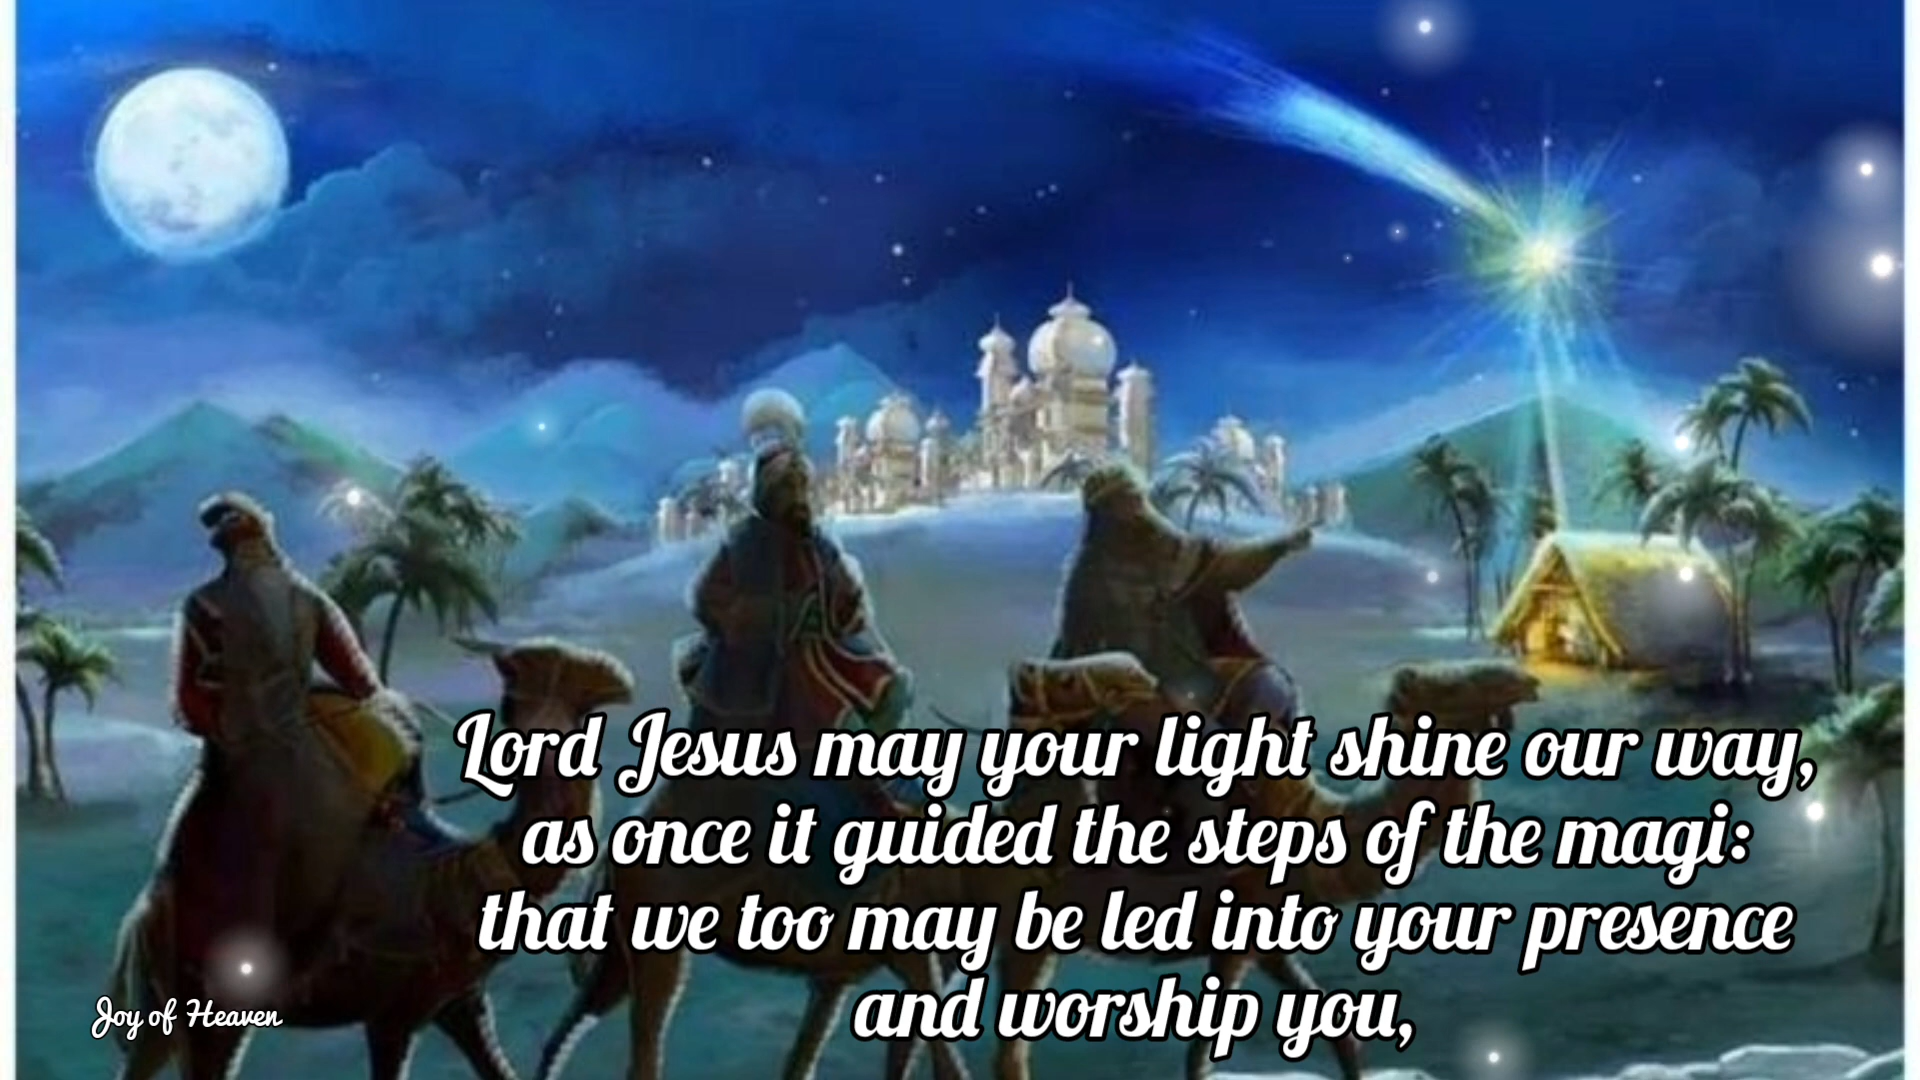 Lord Jesus may your light shine our way,
as once it guided the steps of the magi:
that we too may be led into your presence
and worship you,
Joy of Heaven